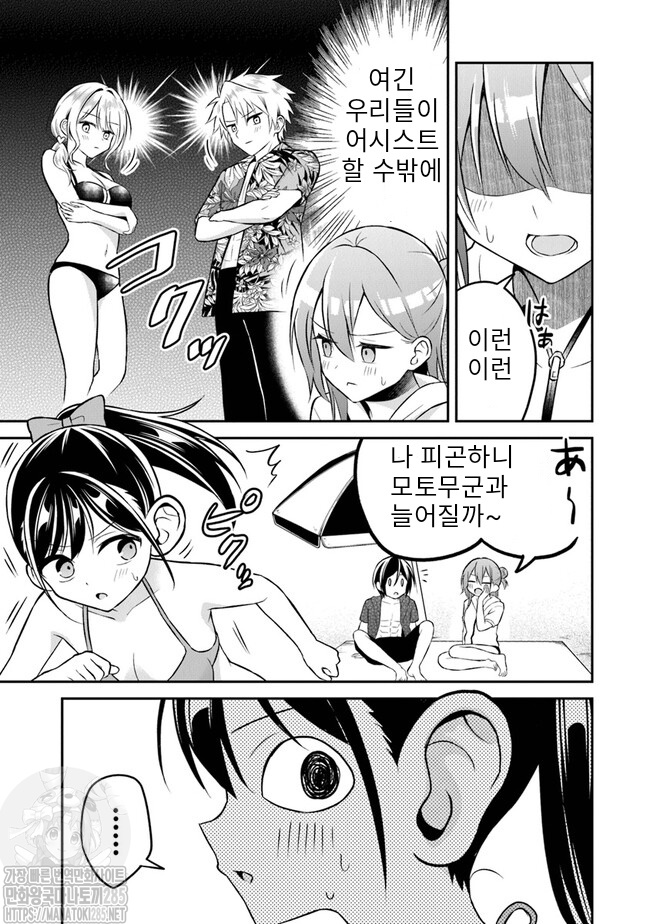 はぁぁ
이런
이런
여긴
우리들이
어시스트
할 수밖에
コクッ
あ~
나 피곤하니
모토무군과
늘어질까~
ピクッ
……
가장 빠른 번역만화사이트
만화왕국마나토끼285
HTTPS://MANATOKI285.NET